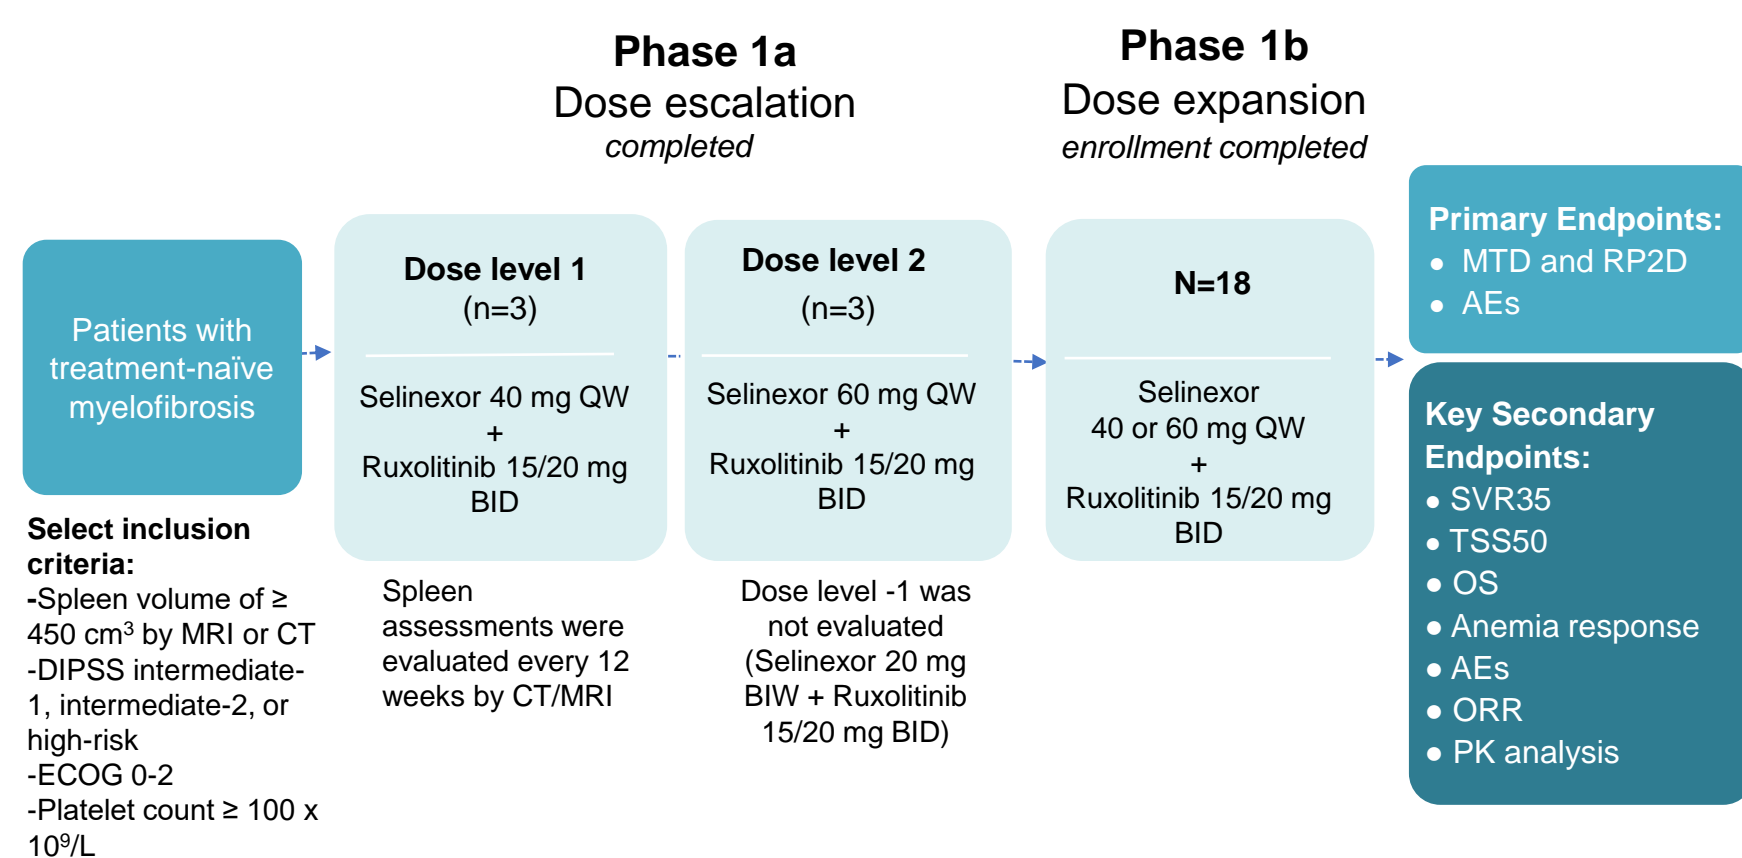 Phase 1a
Dose escalation
completed
Phase 1b
Dose expansion
enrollment completed
Patients with
treatment-naïve
myelofibrosis
Select inclusion
criteria:
-Spleen volume of ≥
450 cm³ by MRI or CT
-DIPSS intermediate-
1, intermediate-2, or
high-risk
-ECOG 0-2
-Platelet count ≥ 100 x
10⁹/L
Dose level 1
(n=3)
Selinexor 40 mg QW
+
Ruxolitinib 15/20 mg
BID
Spleen
assessments were
evaluated every 12
weeks by CT/MRI
Dose level 2
(n=3)
Selinexor 60 mg QW
+
Ruxolitinib 15/20 mg
BID
Dose level -1 was
not evaluated
(Selinexor 20 mg
BIW + Ruxolitinib
15/20 mg BID)
N=18
Selinexor
40 or 60 mg QW
+
Ruxolitinib 15/20 mg
BID
Primary Endpoints:
● MTD and RP2D
● AEs
Key Secondary
Endpoints:
● SVR35
● TSS50
● OS
● Anemia response
● AEs
● ORR
● PK analysis